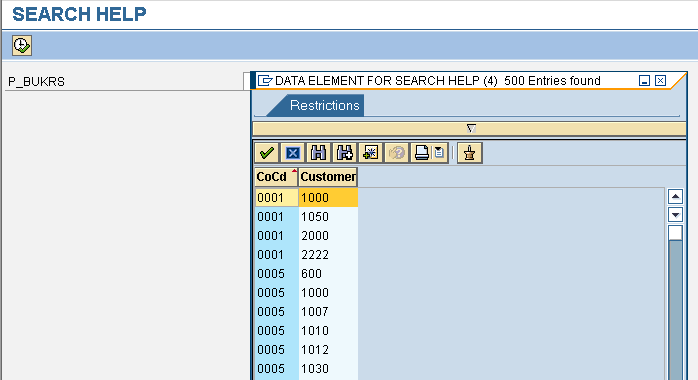 SEARCH HELP
P_BUKRS
DATA ELEMENT FOR SEARCH HELP (4) 500 Entries found
Restrictions
CoCd Customer
0001 1000
0001 1050
0001 2000
0001 2222
0005 600
0005 1000
0005 1007
0005 1010
0005 1012
0005 1030